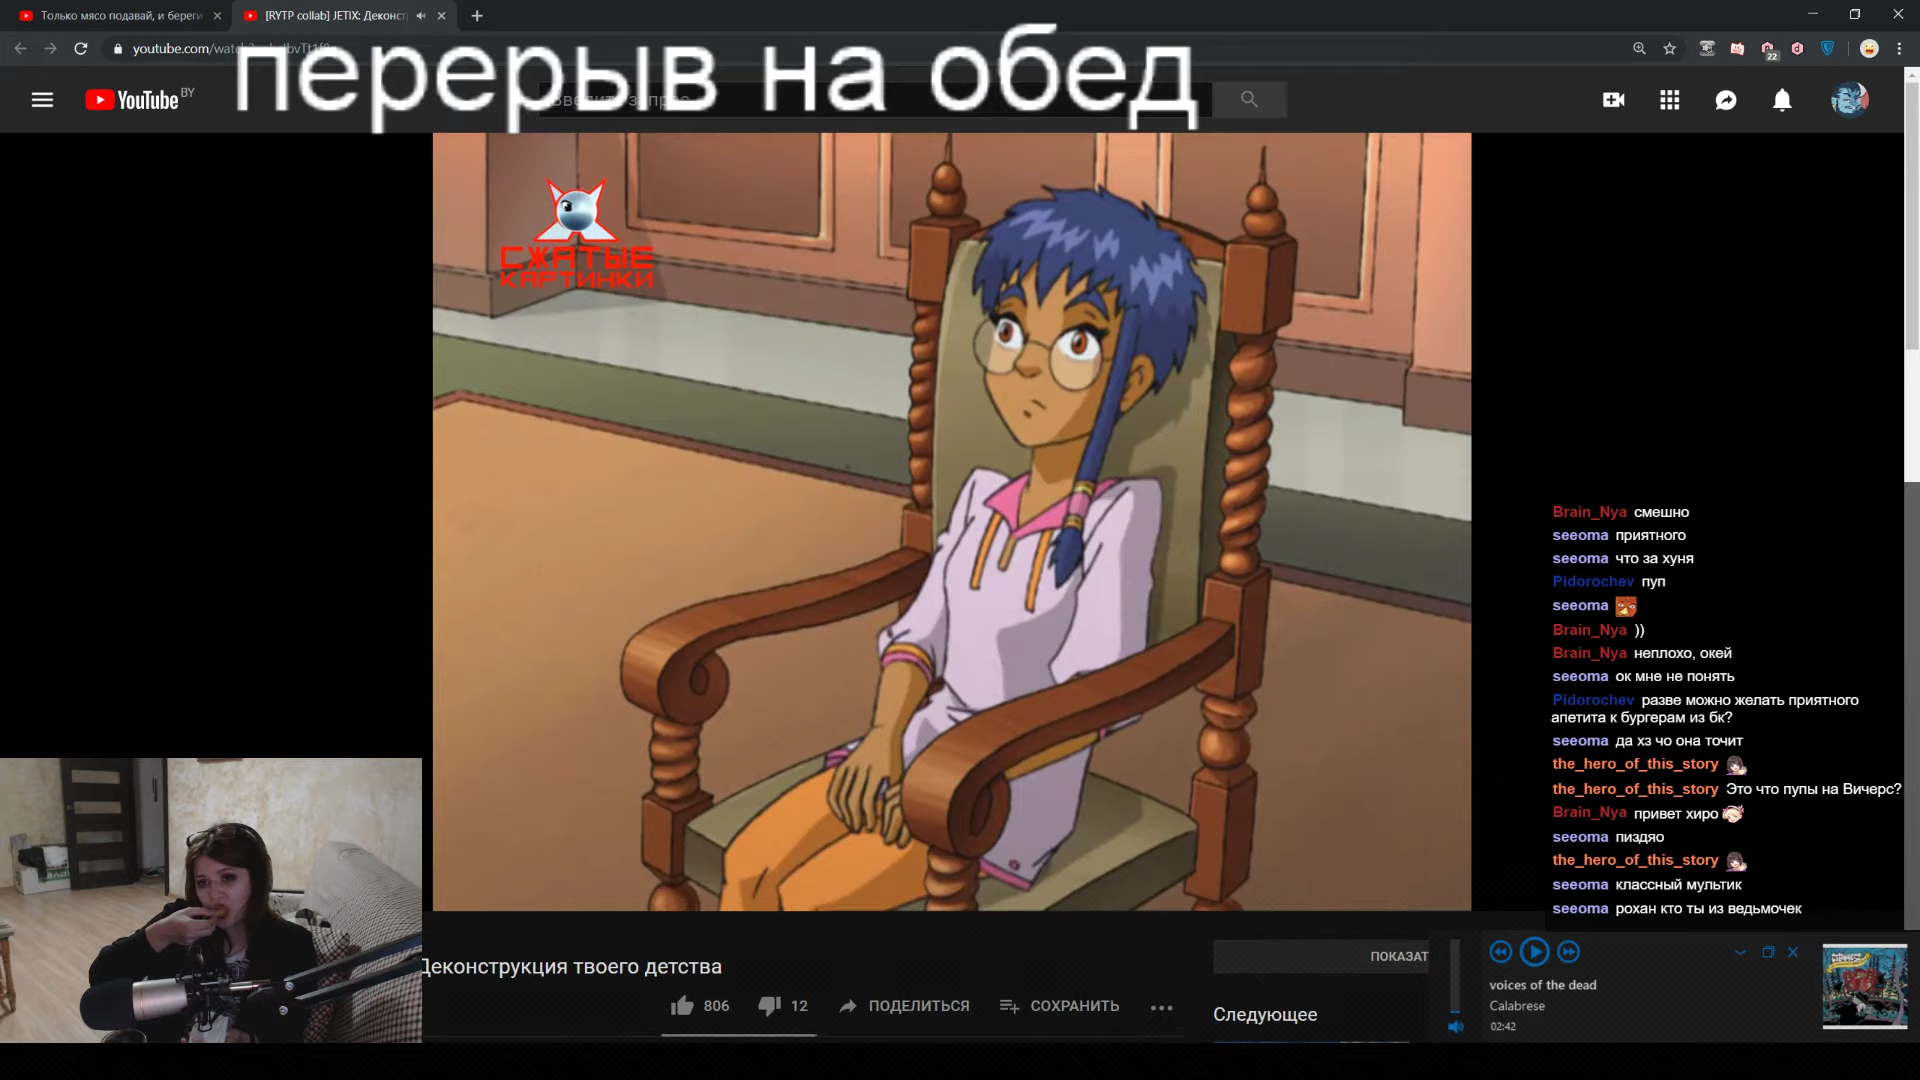 Только мясо подавай, и береги
[RYTP collab] JETIX: Деконст
youtube.com/wat
22
перерыв на обед
YouTube BY
СЖАТЫЕ
КАРТИНКИ
Brain_Nya смешно
seeoma приятного
seeoma что за хуня
Pidorochev пуп
seeoma
Brain_Nya ))
Brain_Nya неплохо, окей
seeoma ок мне не понять
Pidorochev разве можно желать приятного
апетита к бургерам из бк?
seeoma да хз чо она точит
the_hero_of_this_story
the_hero_of_this_story Это что пупы на Вичерс?
Brain_Nya привет хиро
seeoma пиздяо
the_hero_of_this_story
seeoma классный мультик
seeoma рохан кто ты из ведьмочек
Деконструкция твоего детства
806
12
ПОДЕЛИТЬСЯ
СОХРАНИТЬ
ПОКАЗАТ
Следующее
voices of the dead
Calabrese
02:42